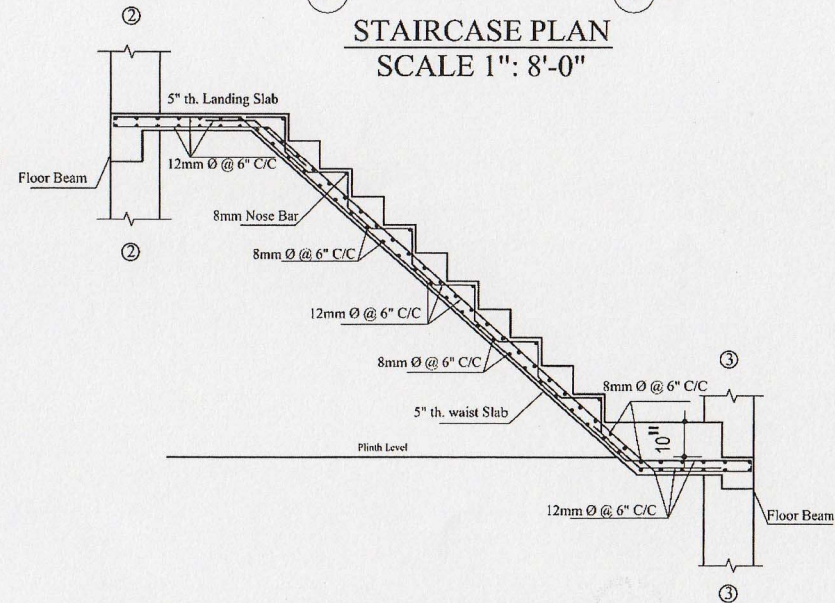 STAIRCASE PLAN
SCALE 1": 8'-0"
2
5" th. Landing Slab
12mm Ø @ 6" C/C
Floor Beam
8mm Nose Bar
2
8mm Ø @ 6" C/C
12mm Ø @ 6" C/C
8mm Ø @ 6" C/C
3
8mm Ø @ 6" C/C
5" th. waist Slab
10"
Plinth Level
12mm Ø @ 6" C/C
Floor Beam
3